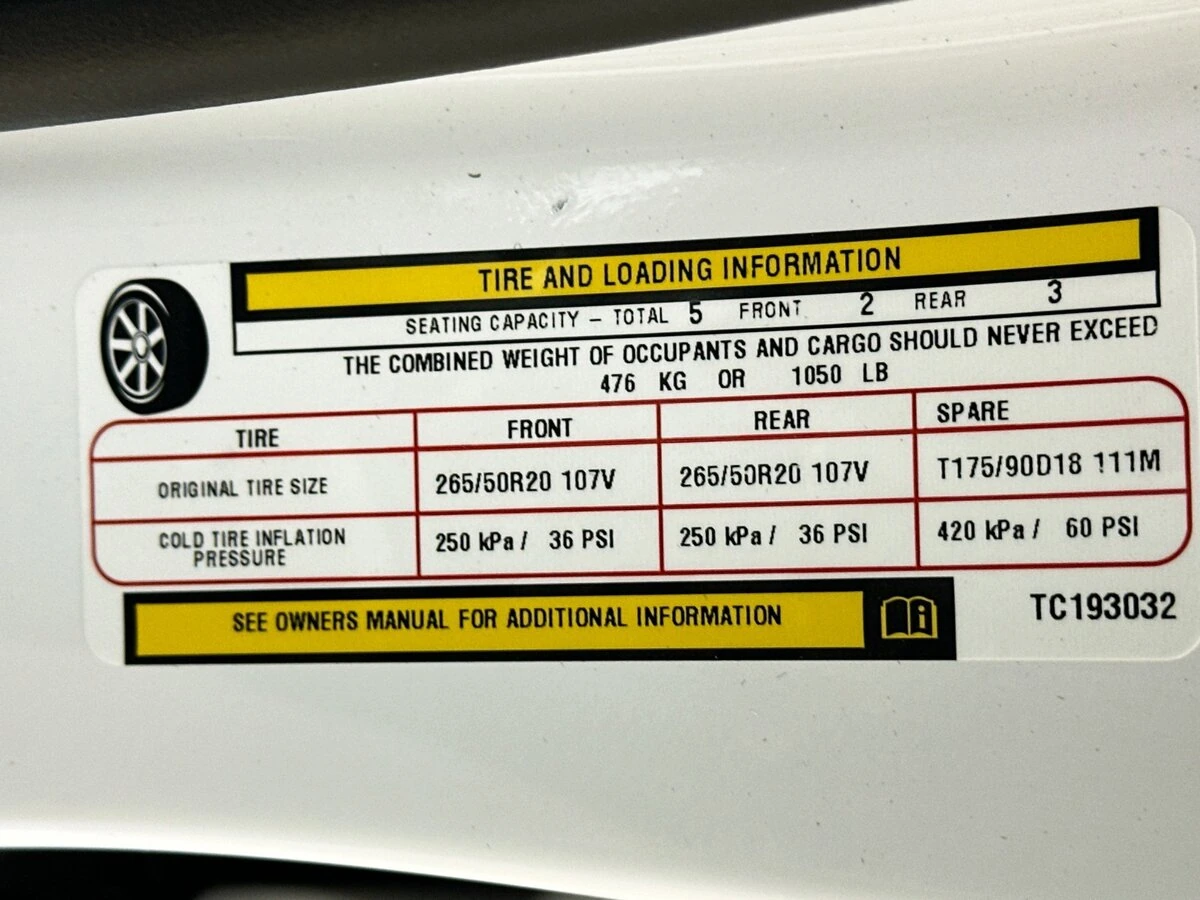 TIRE AND LOADING INFORMATION
SEATING CAPACITY – TOTAL 5 FRONT 2 REAR 3
THE COMBINED WEIGHT OF OCCUPANTS AND CARGO SHOULD NEVER EXCEED
476 KG OR 1050 LB
TIRE FRONT REAR SPARE
ORIGINAL TIRE SIZE 265/50R20 107V 265/50R20 107V T175/90D18 111M
COLD TIRE INFLATION PRESSURE 250 kPa / 36 PSI 250 kPa / 36 PSI 420 kPa / 60 PSI
SEE OWNERS MANUAL FOR ADDITIONAL INFORMATION
TC193032